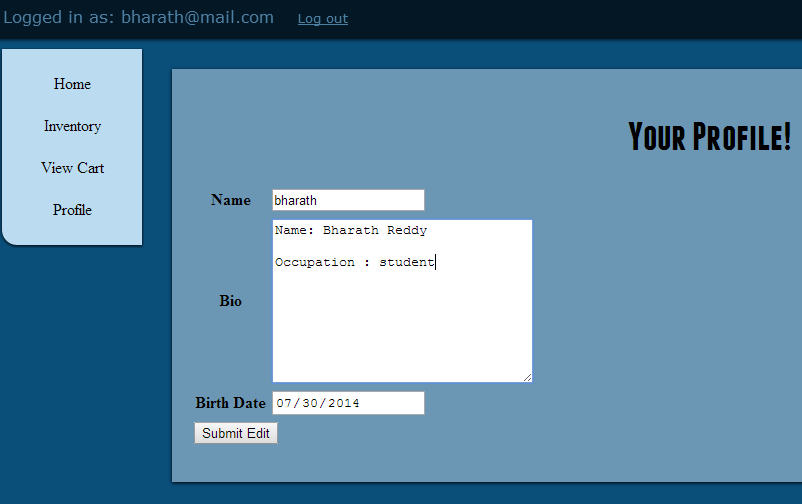 Logged in as: bharath@mail.com Log out
Home
Inventory
View Cart
Profile
Your Profile!
Name bharath
Bio
Name: Bharath Reddy
Occupation : student
Birth Date 07/30/2014
Submit Edit